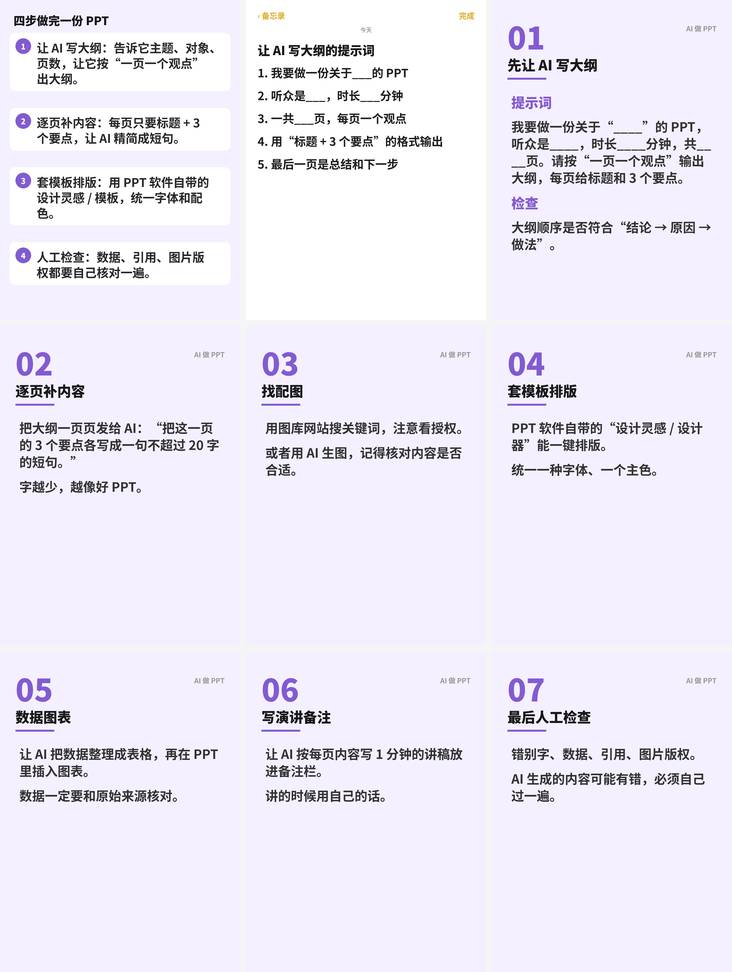 四步做完一份 PPT
1
让 AI 写大纲：告诉它主题、对象、
页数，让它按“一页一个观点”
出大纲。
2
逐页补内容：每页只要标题 + 3
个要点，让 AI 精简成短句。
3
套模板排版：用 PPT 软件自带的
设计灵感 / 模板，统一字体和配
色。
4
人工检查：数据、引用、图片版
权都要自己核对一遍。
‹ 备忘录
完成
今天
让 AI 写大纲的提示词
1. 我要做一份关于___的 PPT
2. 听众是___，时长___分钟
3. 一共___页，每页一个观点
4. 用“标题 + 3 个要点”的格式输出
5. 最后一页是总结和下一步
01
AI 做 PPT
先让 AI 写大纲
提示词
我要做一份关于“____”的 PPT，
听众是____，时长____分钟，共__
__页。请按“一页一个观点”输出
大纲，每页给标题和 3 个要点。
检查
大纲顺序是否符合“结论 → 原因 →
做法”。
02
AI 做 PPT
逐页补内容
把大纲一页页发给 AI：“把这一页
的 3 个要点各写成一句不超过 20 字
的短句。”
字越少，越像好 PPT。
03
AI 做 PPT
找配图
用图库网站搜关键词，注意看授权。
或者用 AI 生图，记得核对内容是否
合适。
04
AI 做 PPT
套模板排版
PPT 软件自带的“设计灵感 / 设计
器”能一键排版。
统一一种字体、一个主色。
05
AI 做 PPT
数据图表
让 AI 把数据整理成表格，再在 PPT
里插入图表。
数据一定要和原始来源核对。
06
AI 做 PPT
写演讲备注
让 AI 按每页内容写 1 分钟的讲稿放
进备注栏。
讲的时候用自己的话。
07
AI 做 PPT
最后人工检查
错别字、数据、引用、图片版权。
AI 生成的内容可能有错，必须自己
过一遍。